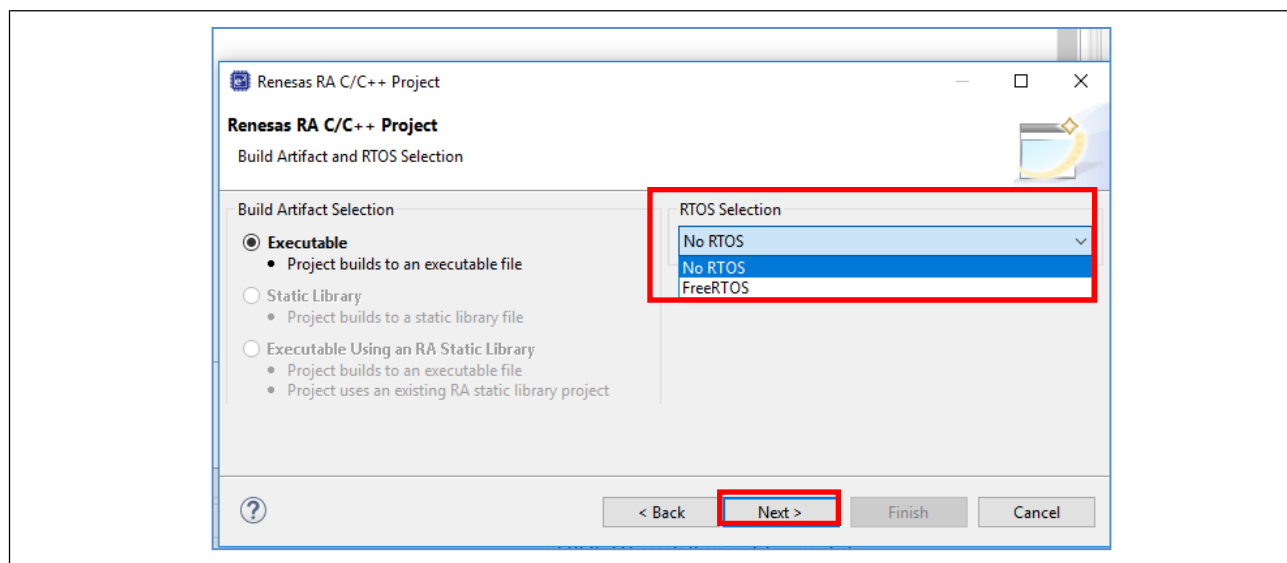 Renesas RA C/C++ Project
Renesas RA C/C++ Project
Build Artifact and RTOS Selection
Build Artifact Selection
Executable
• Project builds to an executable file
Static Library
• Project builds to a static library file
Executable Using an RA Static Library
• Project builds to an executable file
• Project uses an existing RA static library project
RTOS Selection
No RTOS
No RTOS
FreeRTOS
?
< Back
Next >
Finish
Cancel